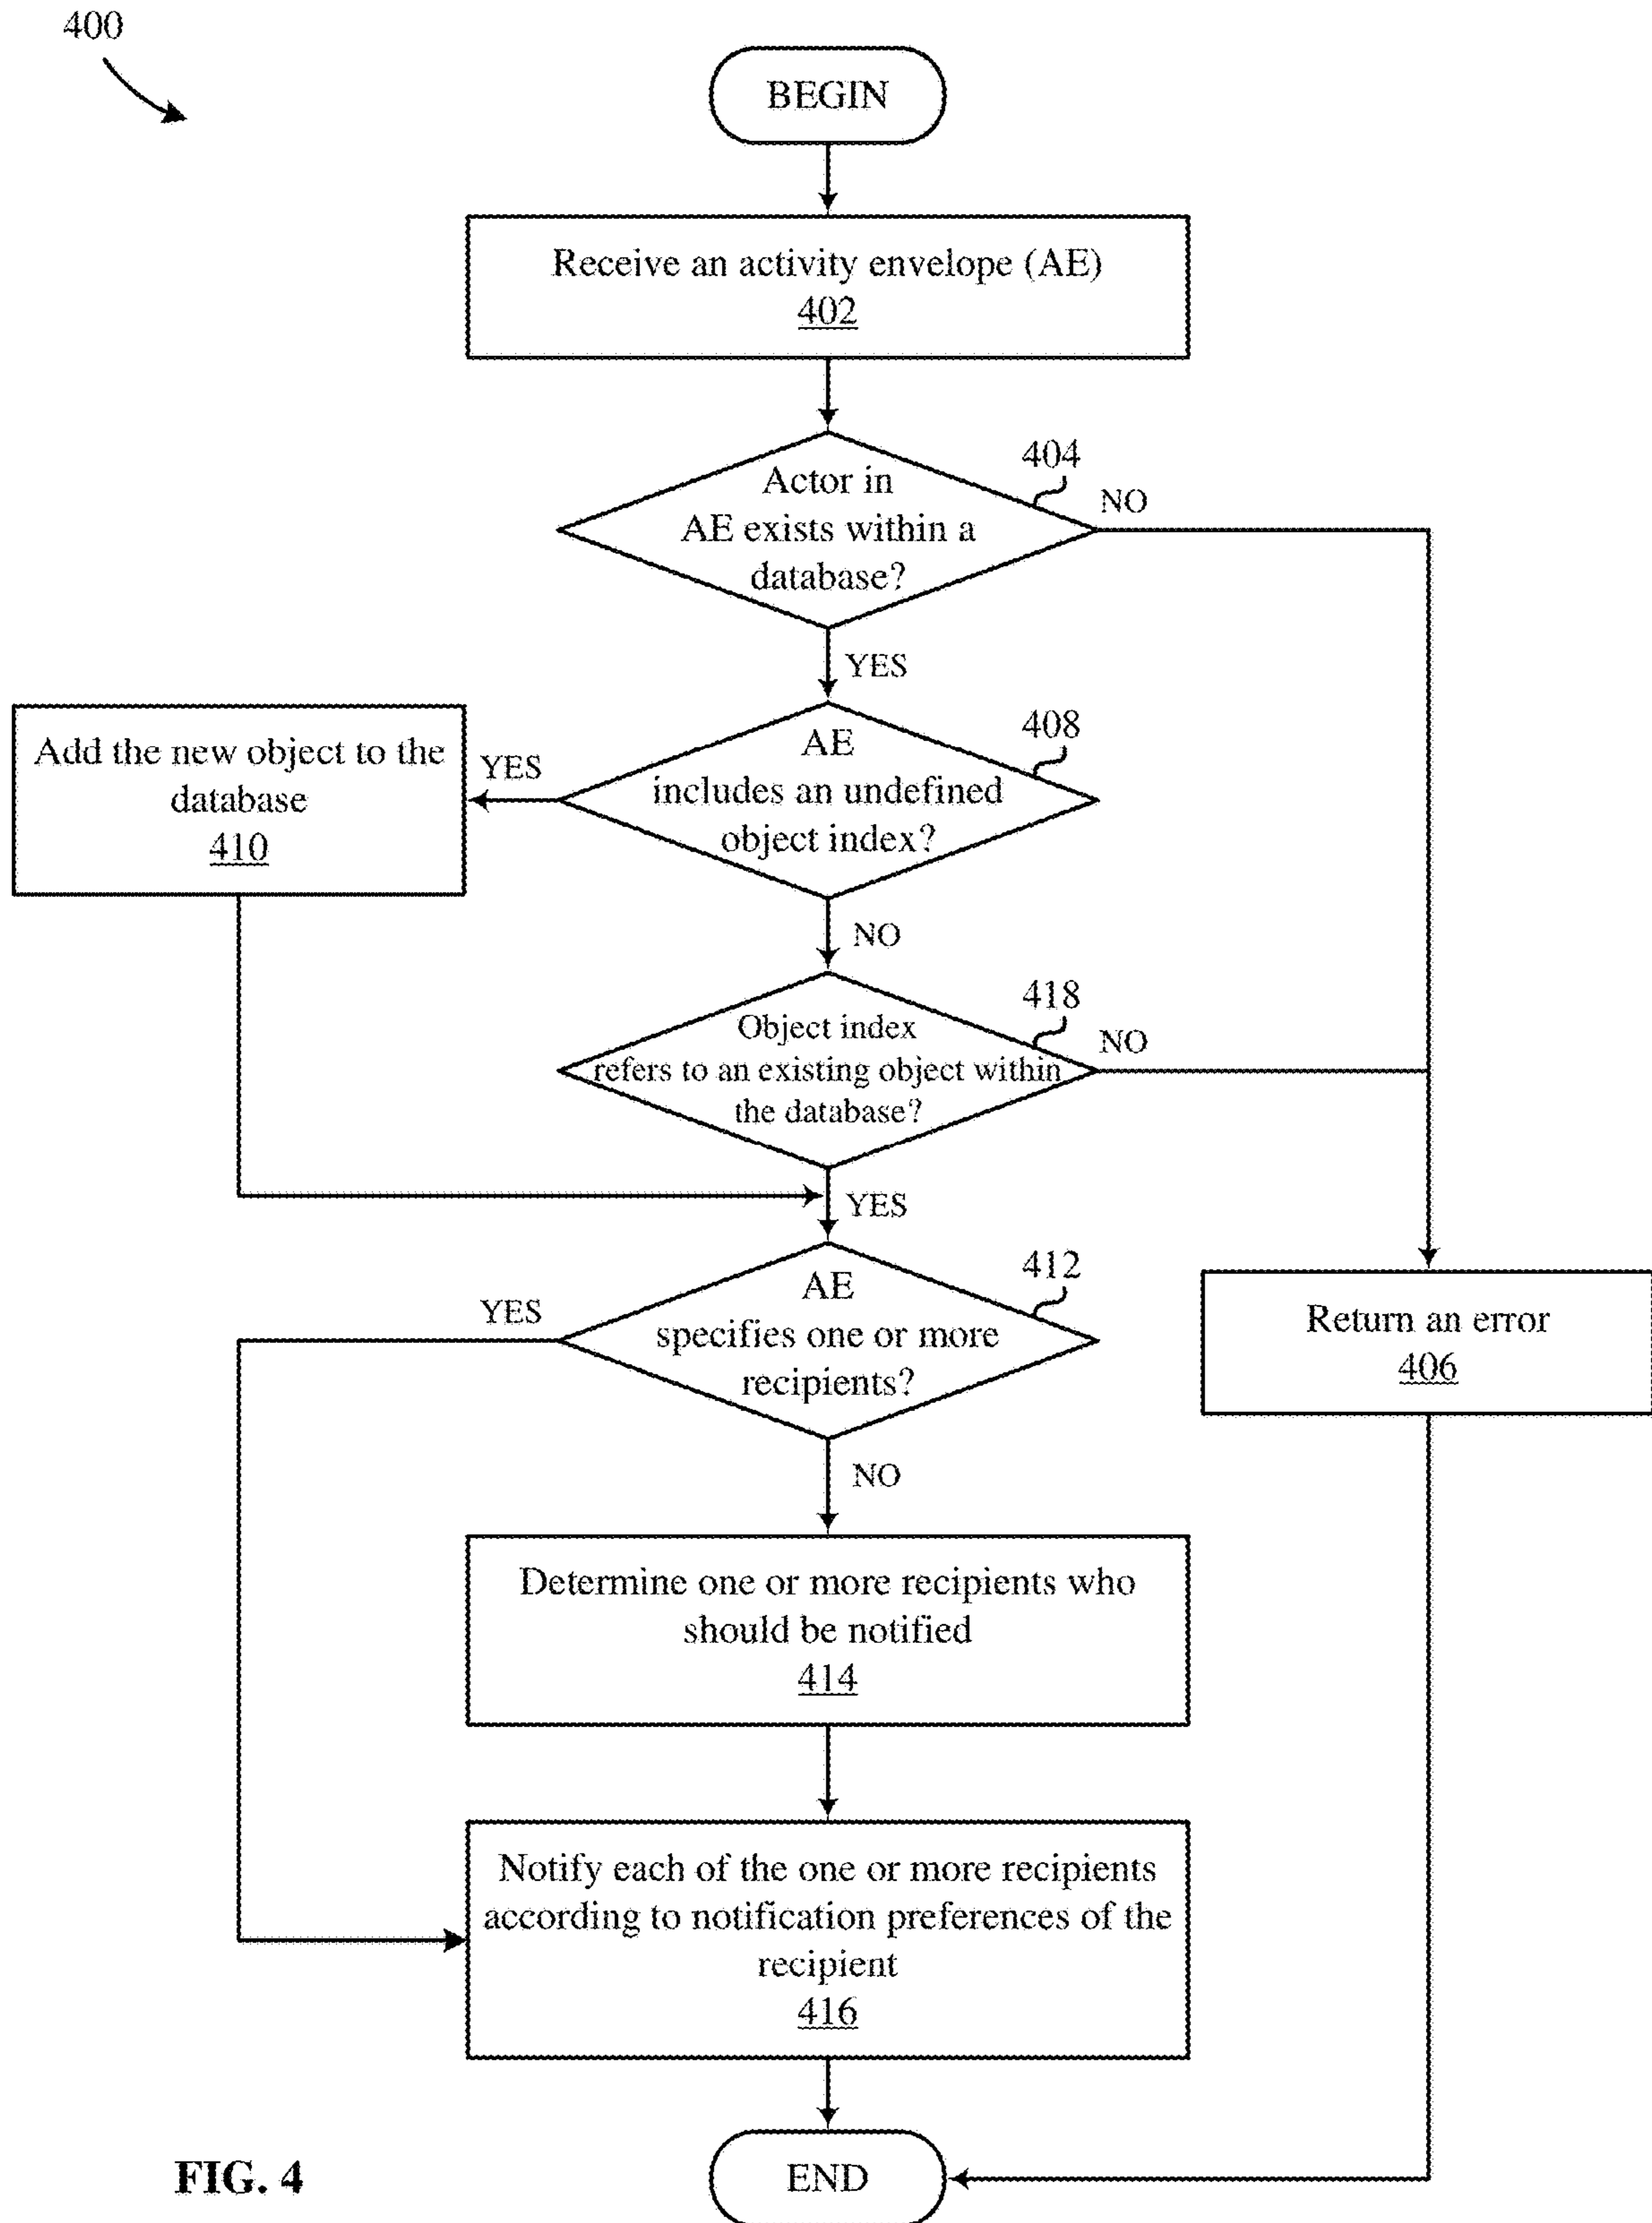 400
BEGIN
Receive an activity envelope (AE)
402
404
Actor in
AE exists within a
database?
NO
YES
408
AE
includes an undefined
object index?
YES
Add the new object to the
database
410
NO
418
Object index
refers to an existing object within
the database?
NO
YES
412
AE
specifies one or more
recipients?
YES
Return an error
406
NO
Determine one or more recipients who
should be notified
414
Notify each of the one or more recipients
according to notification preferences of the
recipient
416
END
FIG. 4